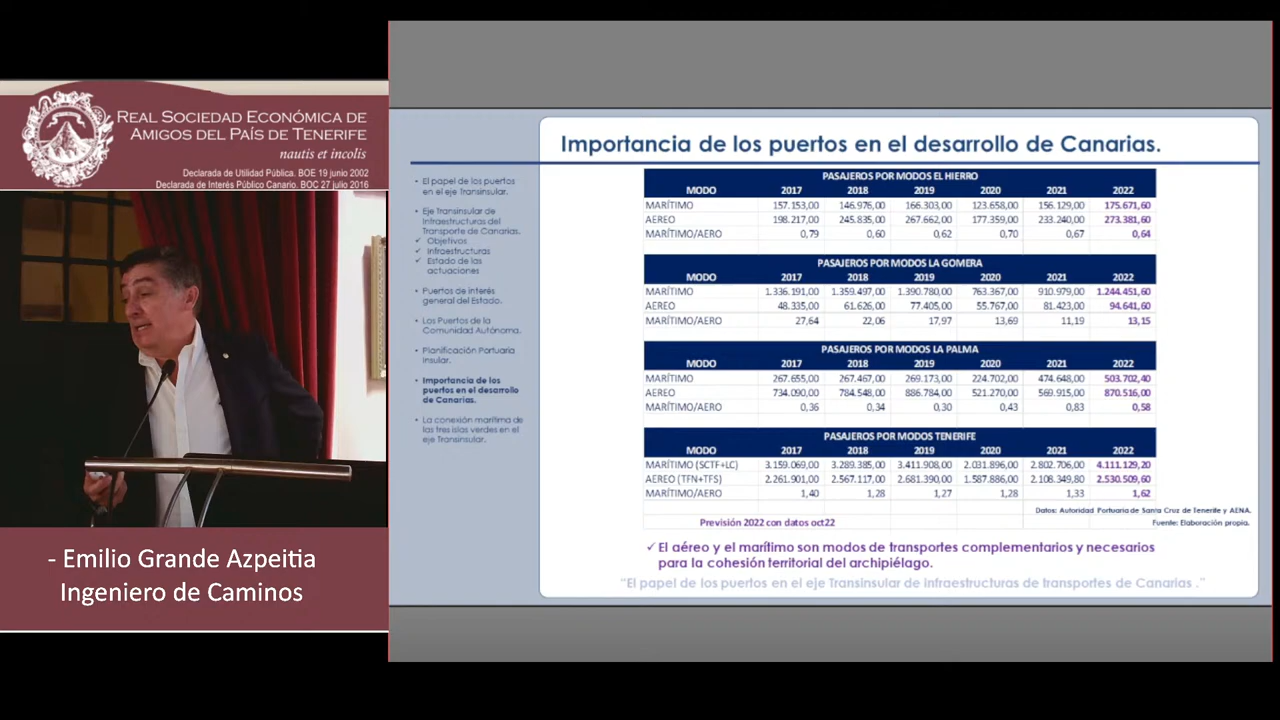 REAL SOCIEDAD ECONÓMICA DE
AMIGOS DEL PAÍS DE TENERIFE
nautis et incolis
Declarada de Utilidad Pública. BOE 19 junio 2002
Declarada de Interés Público Canario. BOC 27 julio 2016
- Emilio Grande Azpeitia
Ingeniero de Caminos
Importancia de los puertos en el desarrollo de Canarias.
• El papel de los puertos
en el eje Transinsular.
• Eje Transinsular de
Infraestructuras del
Transporte de Canarias.
✓ Objetivos
✓ Infraestructuras
✓ Estado de las
actuaciones
• Puertos de interés
general del Estado.
• Los Puertos de la
Comunidad Autónoma.
• Planificación Portuaria
Insular.
• Importancia de los
puertos en el desarrollo
de Canarias.
• La conexión marítima de
las tres islas verdes en el
eje Transinsular.
PASAJEROS POR MODOS EL HIERRO
MODO 2017 2018 2019 2020 2021 2022
MARÍTIMO 157.153,00 146.976,00 166.303,00 123.658,00 156.129,00 175.671,60
AEREO 198.217,00 245.835,00 267.662,00 177.359,00 233.240,00 273.381,60
MARÍTIMO/AERO 0,79 0,60 0,62 0,70 0,67 0,64
PASAJEROS POR MODOS LA GOMERA
MODO 2017 2018 2019 2020 2021 2022
MARÍTIMO 1.336.191,00 1.359.497,00 1.390.780,00 763.367,00 910.979,00 1.244.451,60
AEREO 48.335,00 61.626,00 77.405,00 55.767,00 81.423,00 94.641,60
MARÍTIMO/AERO 27,64 22,06 17,97 13,69 11,19 13,15
PASAJEROS POR MODOS LA PALMA
MODO 2017 2018 2019 2020 2021 2022
MARÍTIMO 267.655,00 267.467,00 269.173,00 224.702,00 474.648,00 503.702,40
AEREO 734.090,00 784.548,00 886.784,00 521.270,00 569.915,00 870.516,00
MARÍTIMO/AERO 0,36 0,34 0,30 0,43 0,83 0,58
PASAJEROS POR MODOS TENERIFE
MODO 2017 2018 2019 2020 2021 2022
MARÍTIMO (SCTF+LC) 3.159.069,00 3.289.385,00 3.411.908,00 2.031.896,00 2.802.706,00 4.111.129,20
AEREO (TFN+TFS) 2.261.901,00 2.567.117,00 2.681.390,00 1.587.886,00 2.108.349,80 2.530.509,60
MARÍTIMO/AERO 1,40 1,28 1,27 1,28 1,33 1,62
Datos: Autoridad Portuaria de Santa Cruz de Tenerife y AENA.
Previsión 2022 con datos oct22
Fuente: Elaboración propia.
✓ El aéreo y el marítimo son modos de transportes complementarios y necesarios
para la cohesión territorial del archipiélago.
"El papel de los puertos en el eje Transinsular de infraestructuras de transportes de Canarias ."